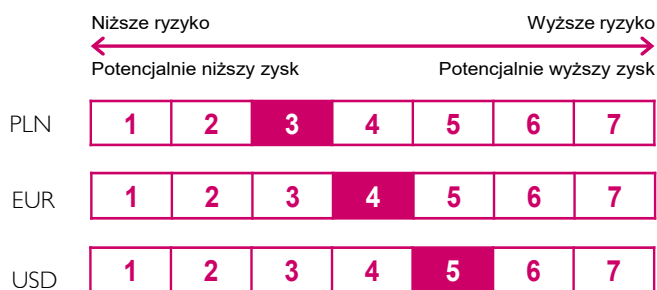 Niższe ryzyko Wyższe ryzyko
Potencjalnie niższy zysk Potencjalnie wyższy zysk
PLN 1 2 3 4 5 6 7
EUR 1 2 3 4 5 6 7
USD 1 2 3 4 5 6 7